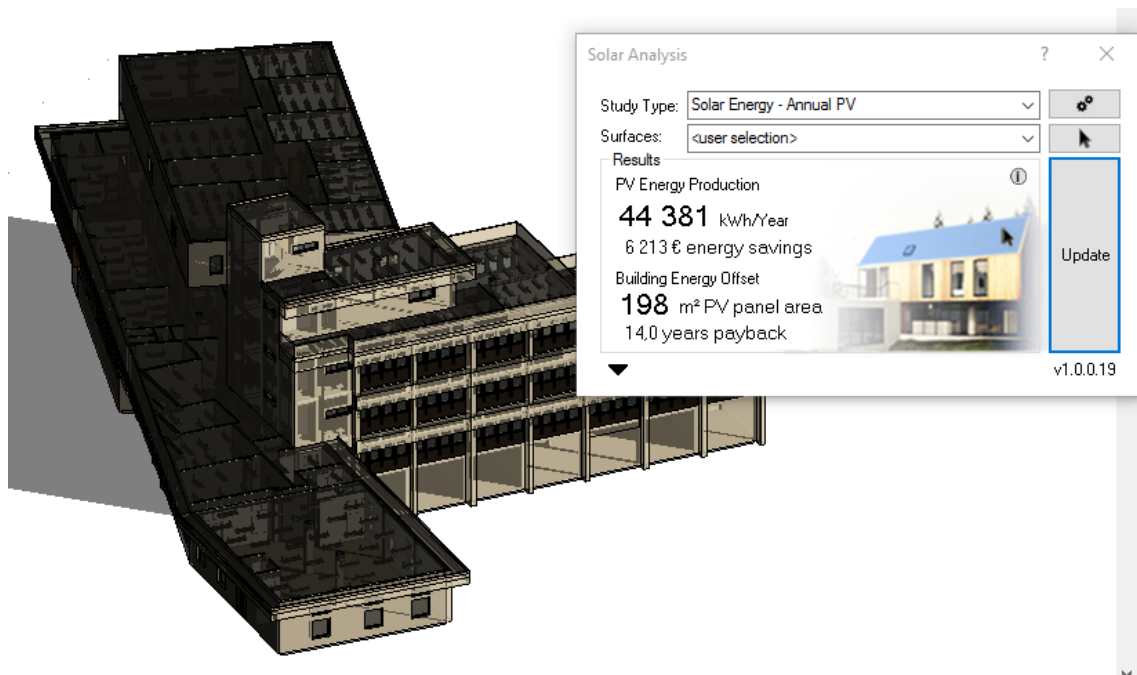 Solar Analysis ?
Study Type: Solar Energy - Annual PV
Surfaces: <user selection>
Results
PV Energy Production
44 381 kWh/Year
6 213 € energy savings
Building Energy Offset
198 m² PV panel area
14,0 years payback
Update
v1.0.0.19